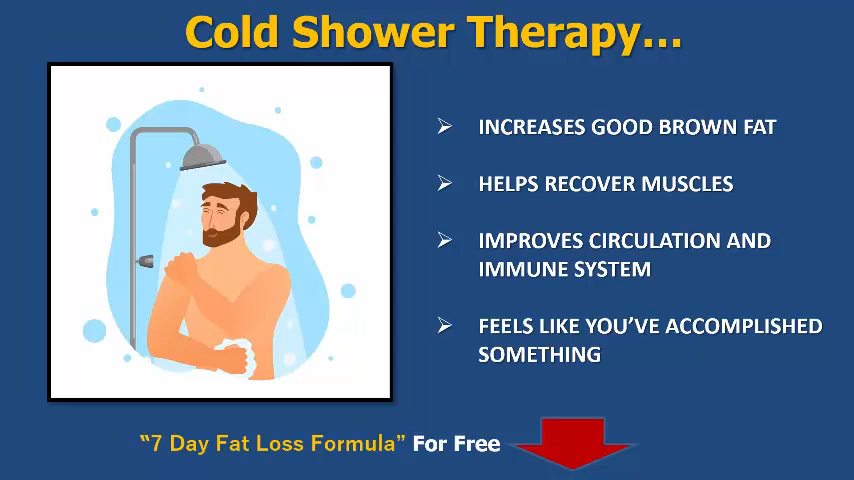 Cold Shower Therapy...
INCREASES GOOD BROWN FAT
HELPS RECOVER MUSCLES
IMPROVES CIRCULATION AND
IMMUNE SYSTEM
FEELS LIKE YOU'VE ACCOMPLISHED
SOMETHING
"7 Day Fat Loss Formula" For Free